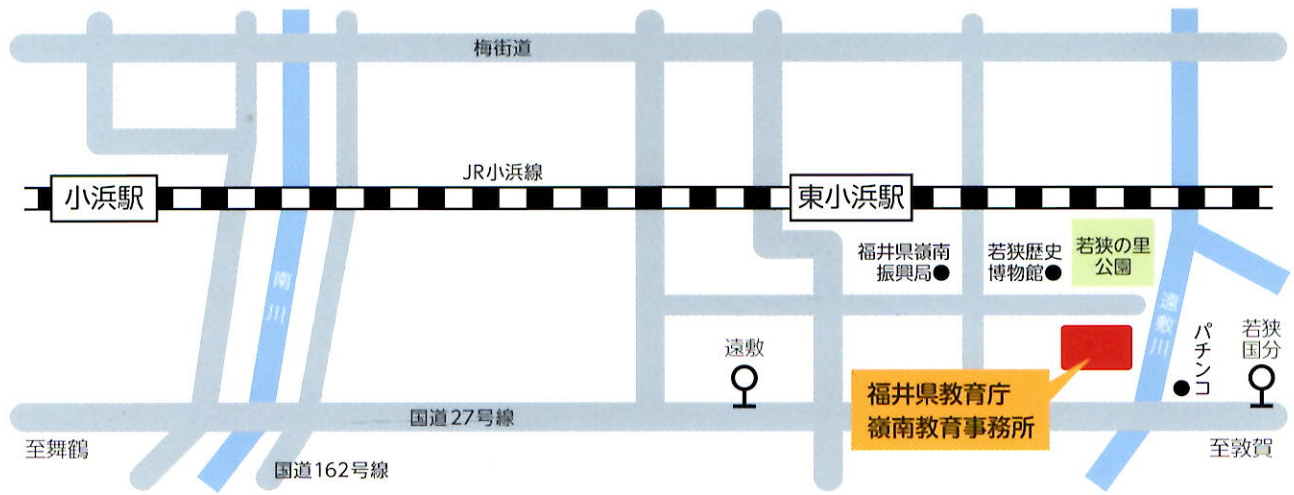 梅街道
JR小浜線
小浜駅
東小浜駅
福井県嶺南
振興局
若狭歴史
博物館
若狭の里
公園
南川
遠敷川
パチンコ
若狭
国分
遠敷
福井県教育庁
嶺南教育事務所
国道27号線
至舞鶴
国道162号線
至敦賀